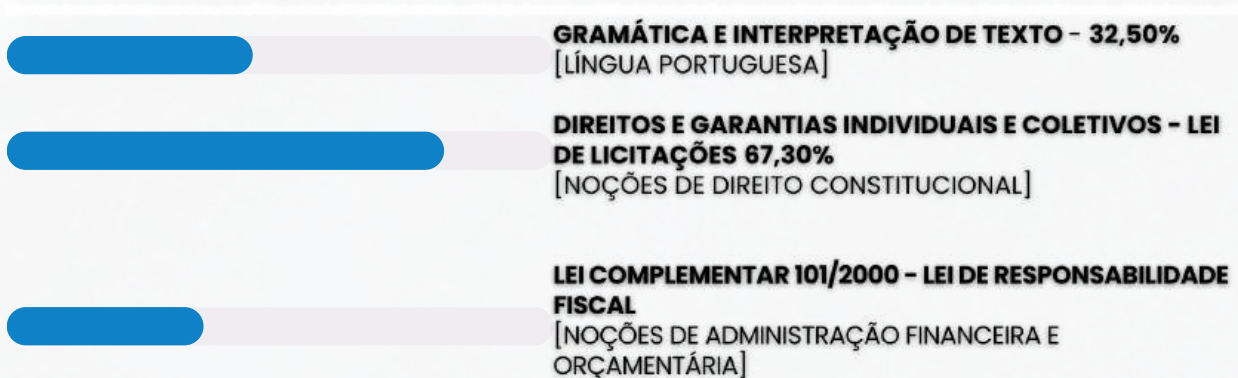 GRAMÁTICA E INTERPRETAÇÃO DE TEXTO - 32,50%
[LÍNGUA PORTUGUESA]
DIREITOS E GARANTIAS INDIVIDUAIS E COLETIVOS - LEI
DE LICITAÇÕES 67,30%
[NOÇÕES DE DIREITO CONSTITUCIONAL]
LEI COMPLEMENTAR 101/2000 - LEI DE RESPONSABILIDADE
FISCAL
[NOÇÕES DE ADMINISTRAÇÃO FINANCEIRA E
ORÇAMENTÁRIA]